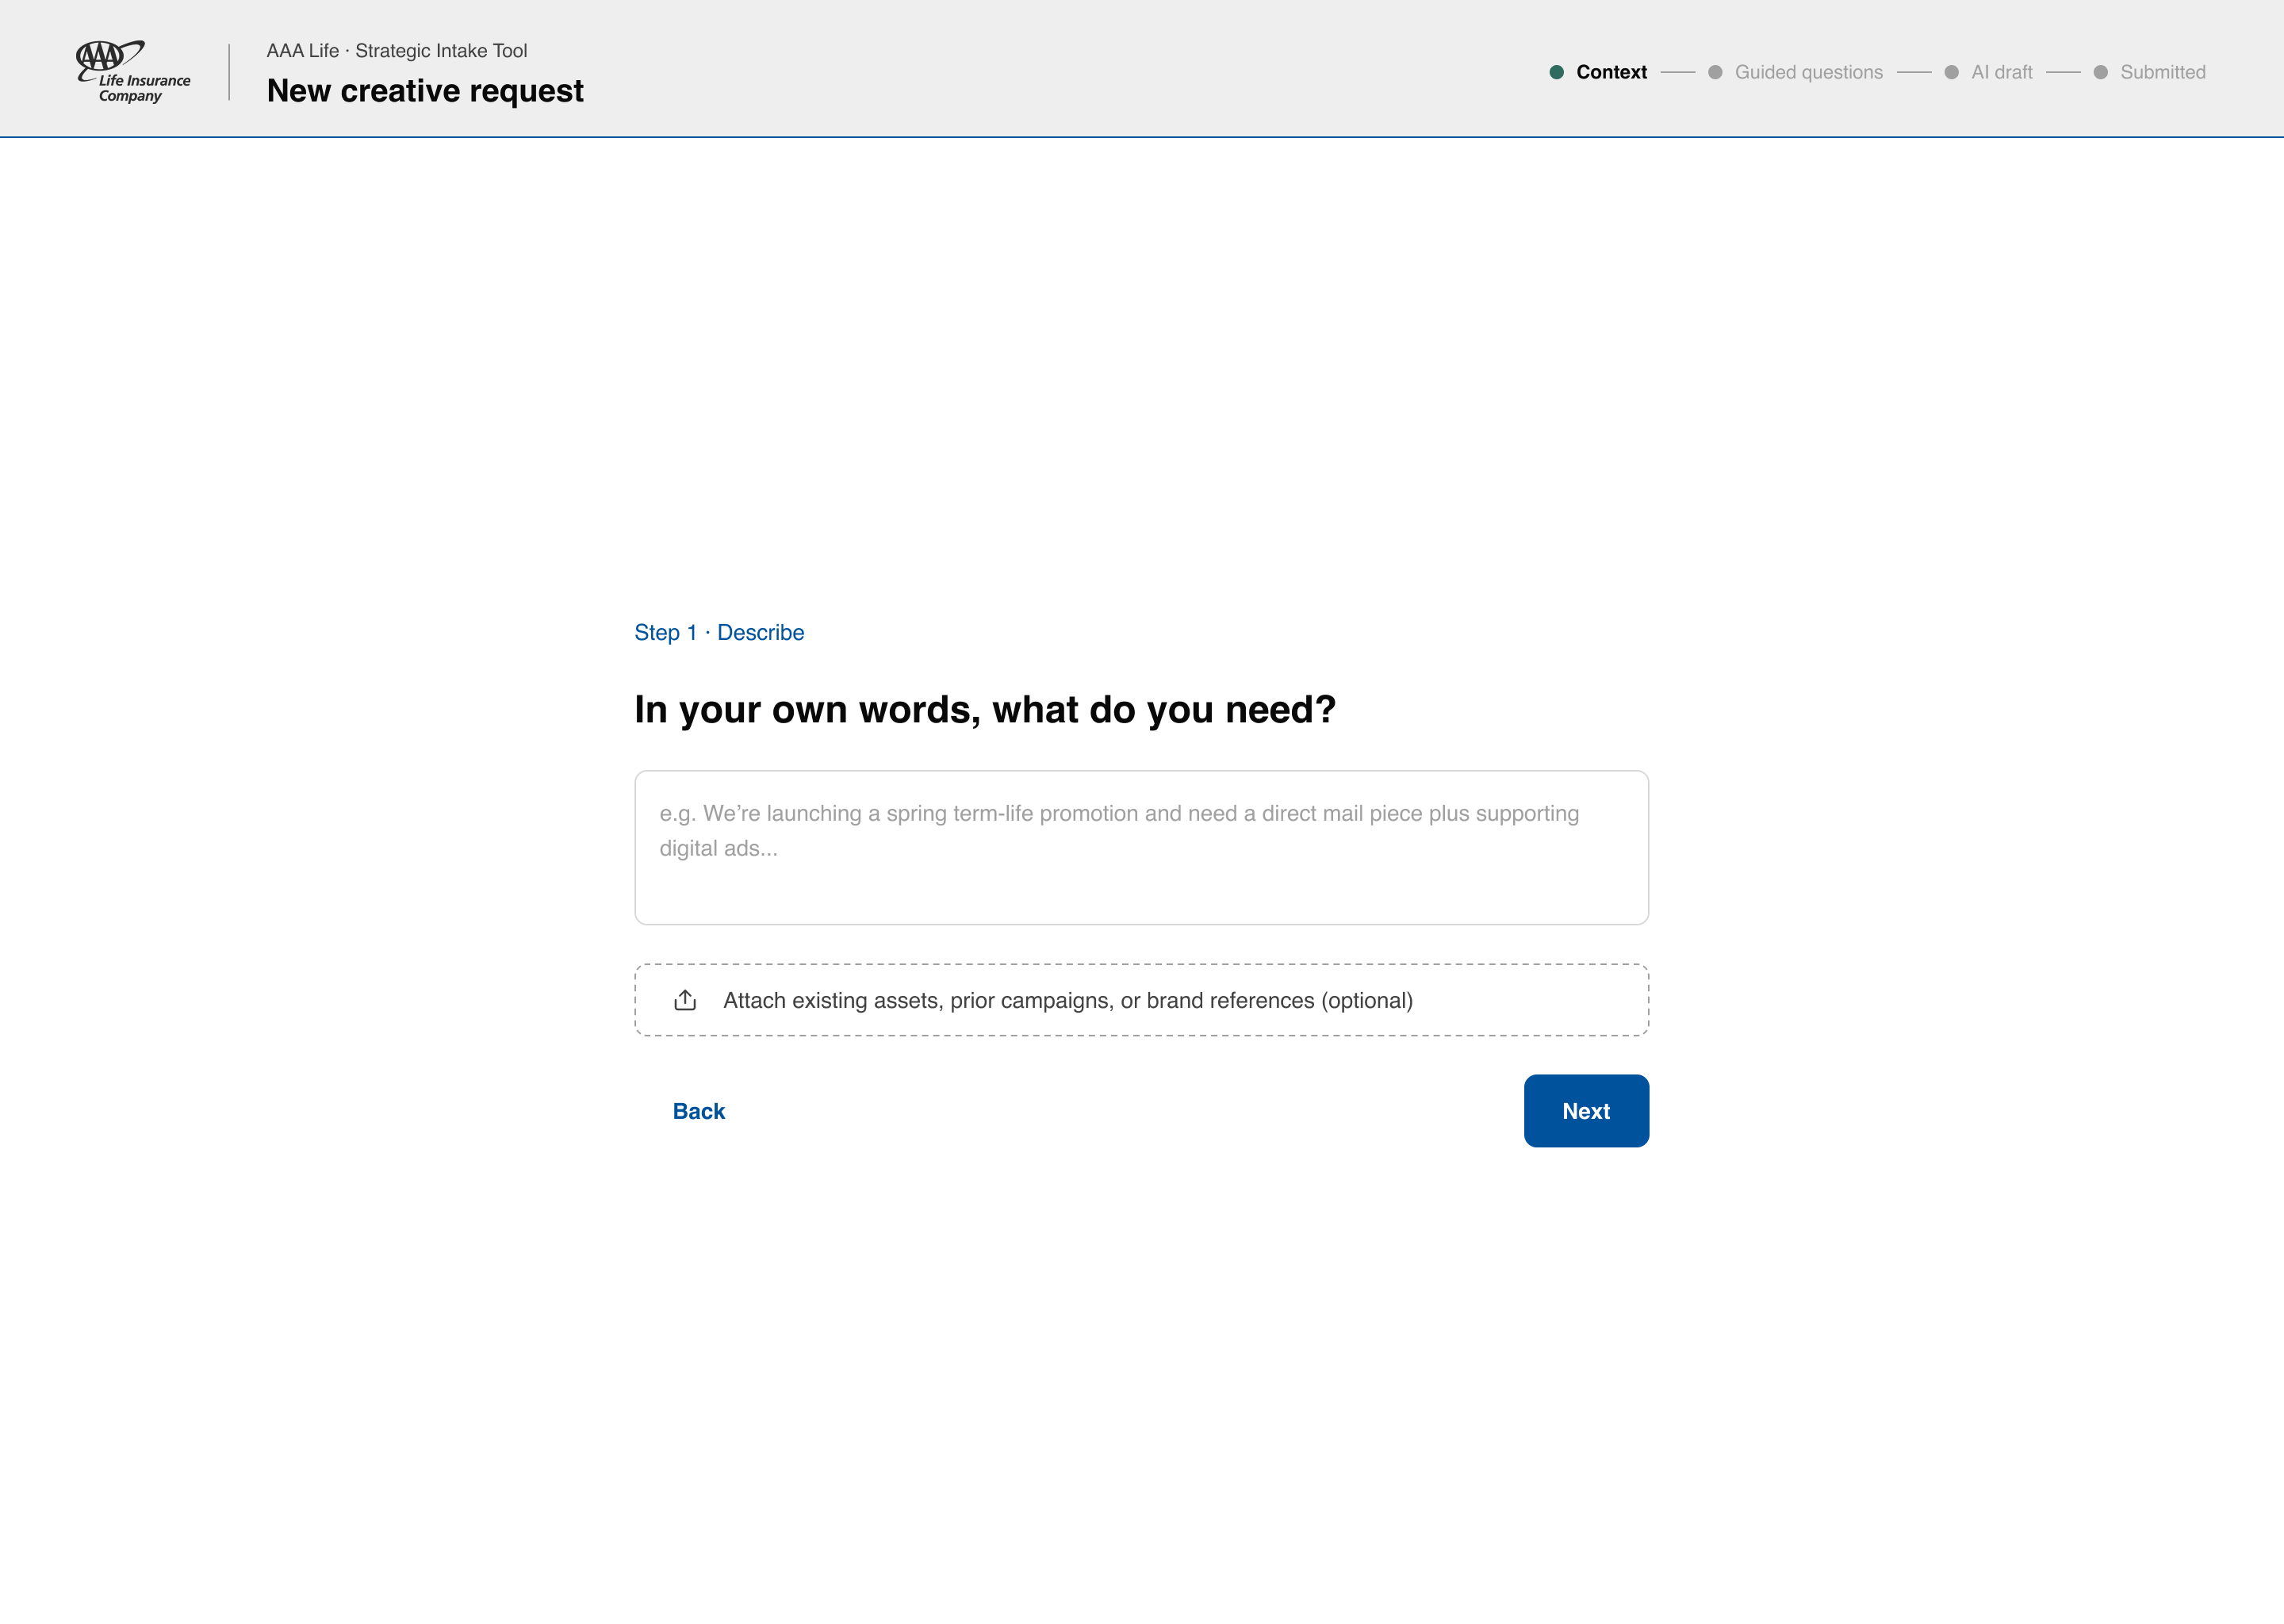 AAA
Life Insurance
Company
AAA Life · Strategic Intake Tool
New creative request
Context
Guided questions
AI draft
Submitted
Step 1 · Describe
In your own words, what do you need?
e.g. We’re launching a spring term-life promotion and need a direct mail piece plus supporting
digital ads...
Attach existing assets, prior campaigns, or brand references (optional)
Back
Next